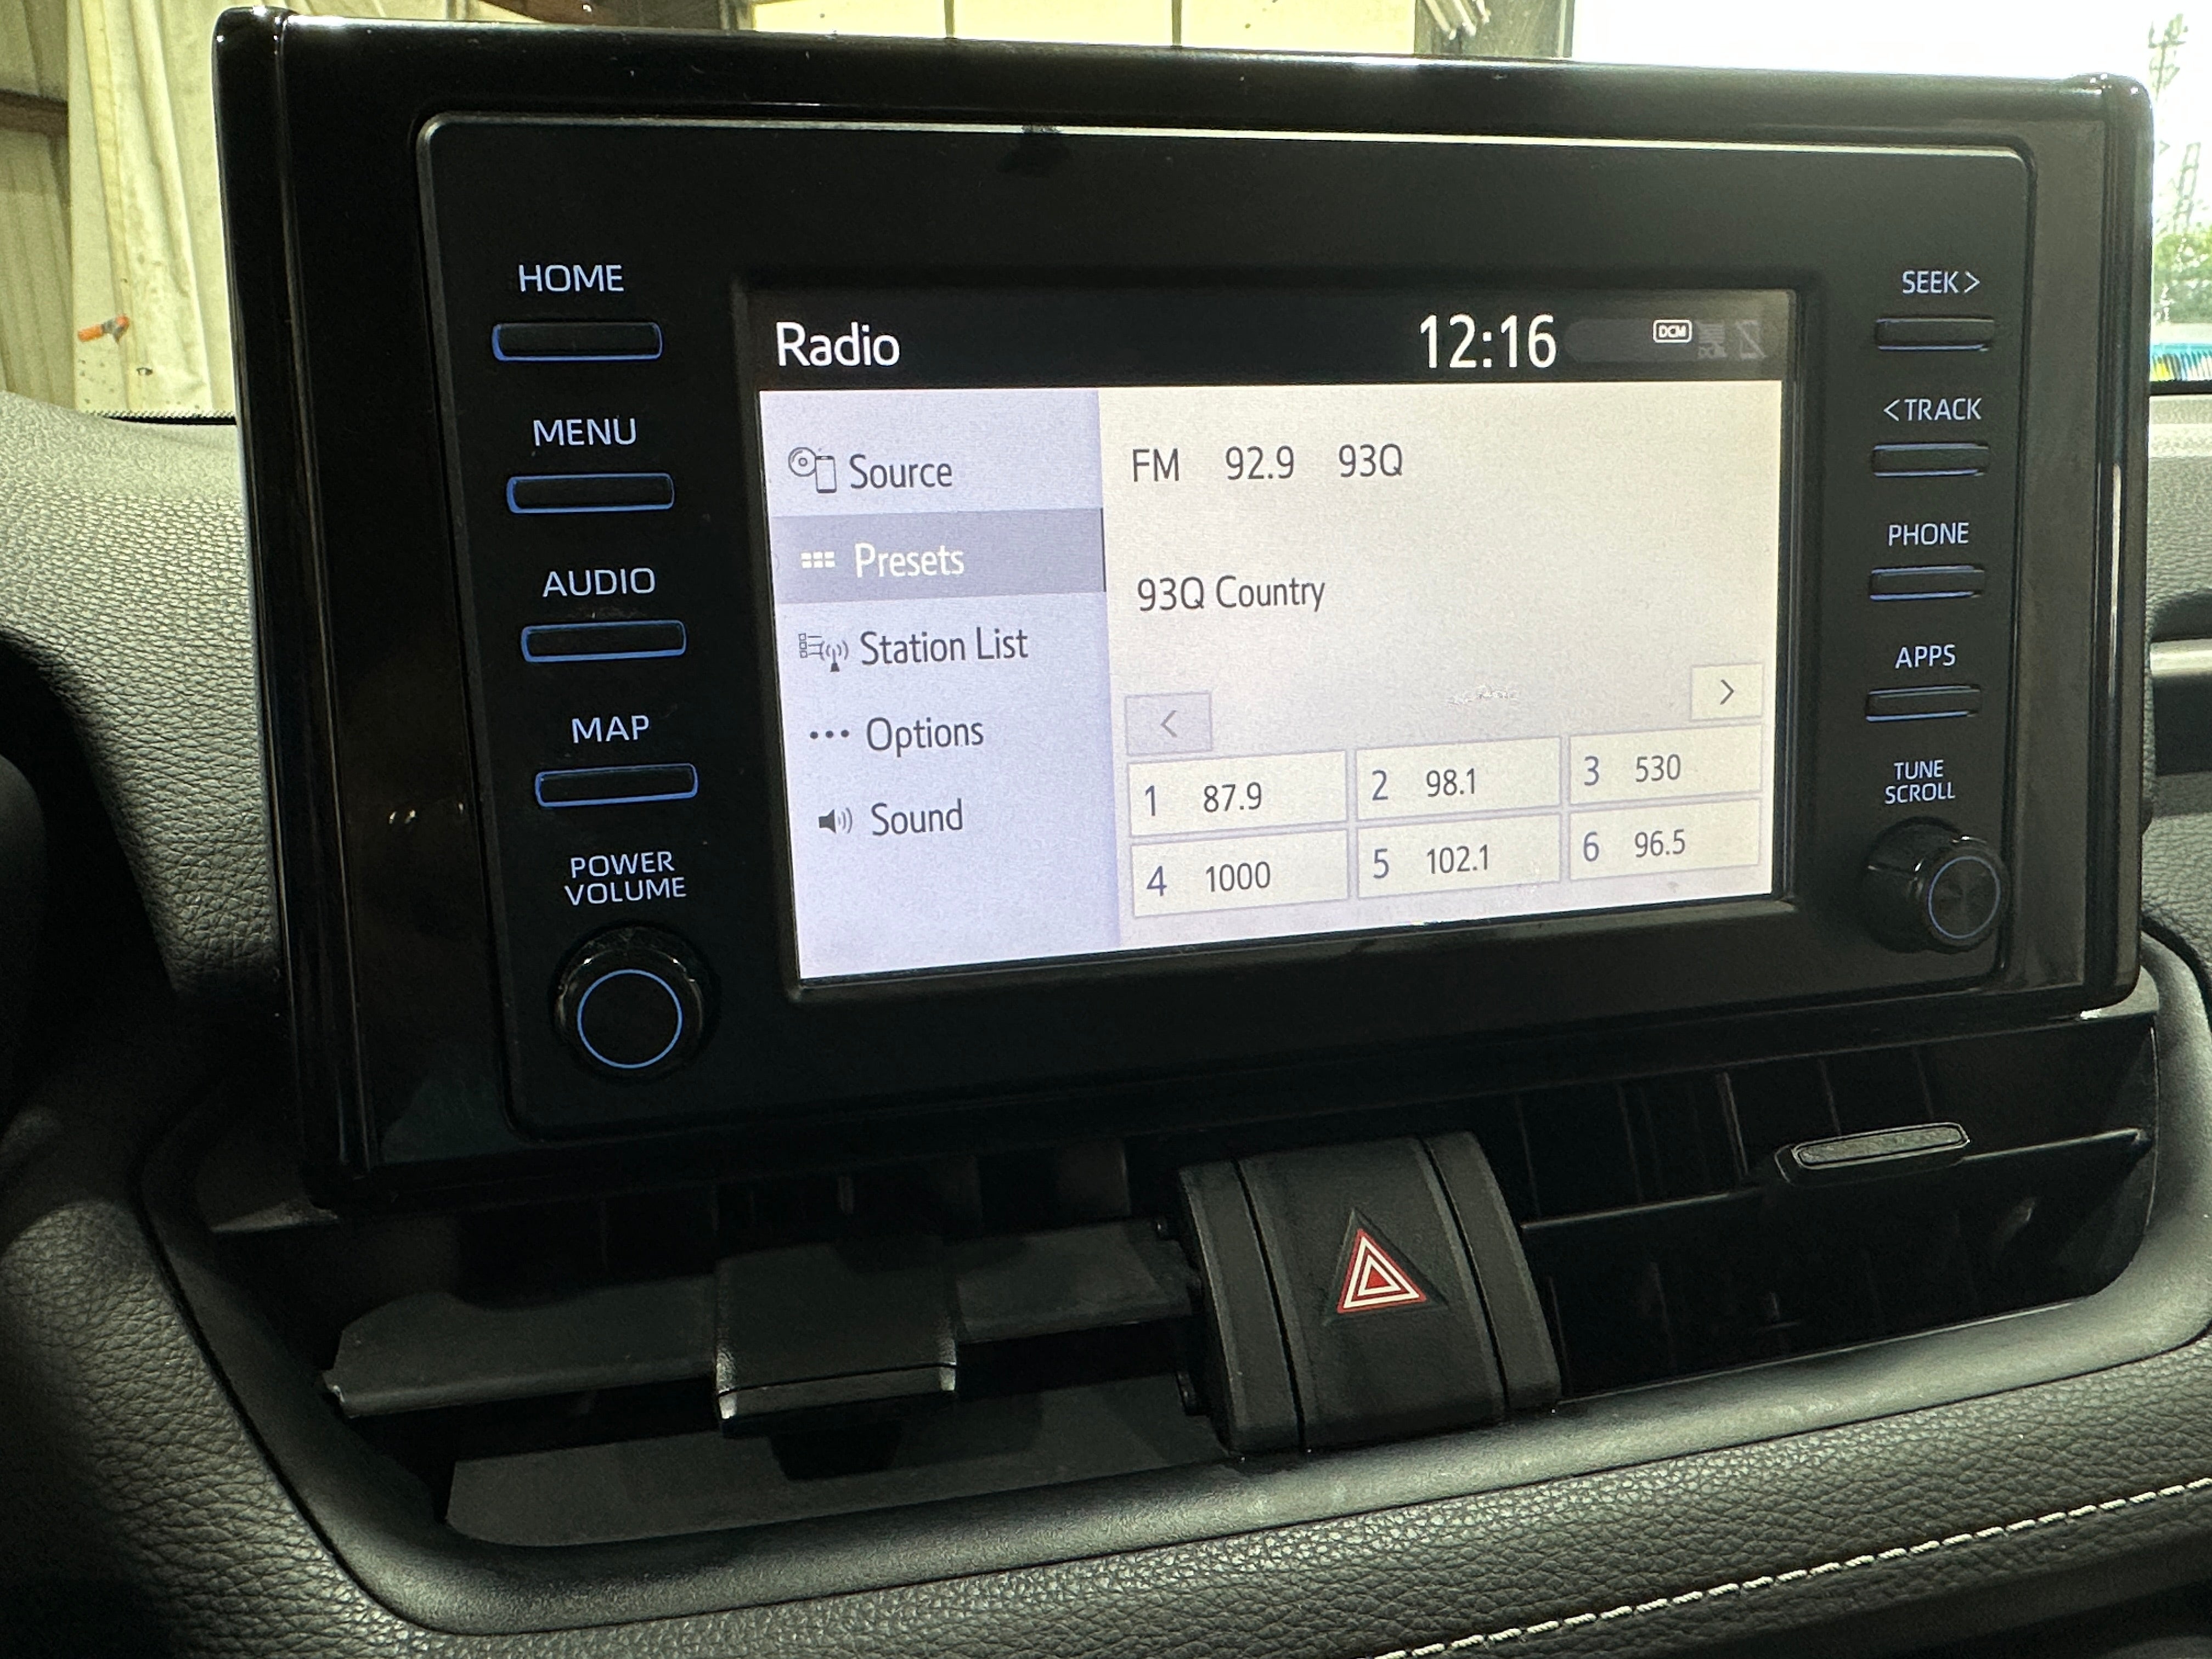 HOME
MENU
AUDIO
MAP
POWER
VOLUME
Radio 12:16 DCM
Source
Presets
Station List
Options
Sound
FM 92.9 93Q
93Q Country
< >
1 87.9 2 98.1 3 530
4 1000 5 102.1 6 96.5
SEEK >
< TRACK
PHONE
APPS
TUNE
SCROLL